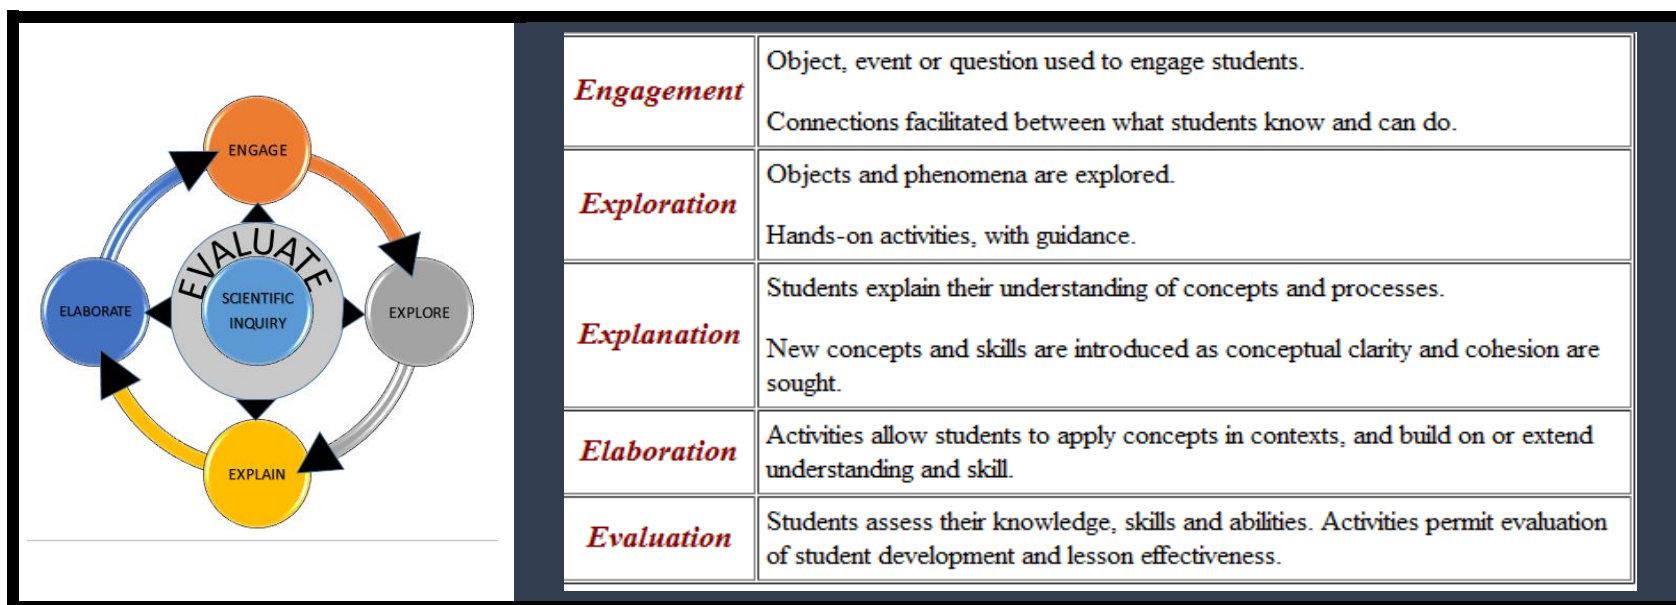 ENGAGE
EVALUATE
SCIENTIFIC
INQUIRY
ELABORATE
EXPLORE
EXPLAIN
Engagement
Object, event or question used to engage students.
Connections facilitated between what students know and can do.
Exploration
Objects and phenomena are explored.
Hands-on activities, with guidance.
Explanation
Students explain their understanding of concepts and processes.
New concepts and skills are introduced as conceptual clarity and cohesion are
sought.
Elaboration
Activities allow students to apply concepts in contexts, and build on or extend
understanding and skill.
Evaluation
Students assess their knowledge, skills and abilities. Activities permit evaluation
of student development and lesson effectiveness.